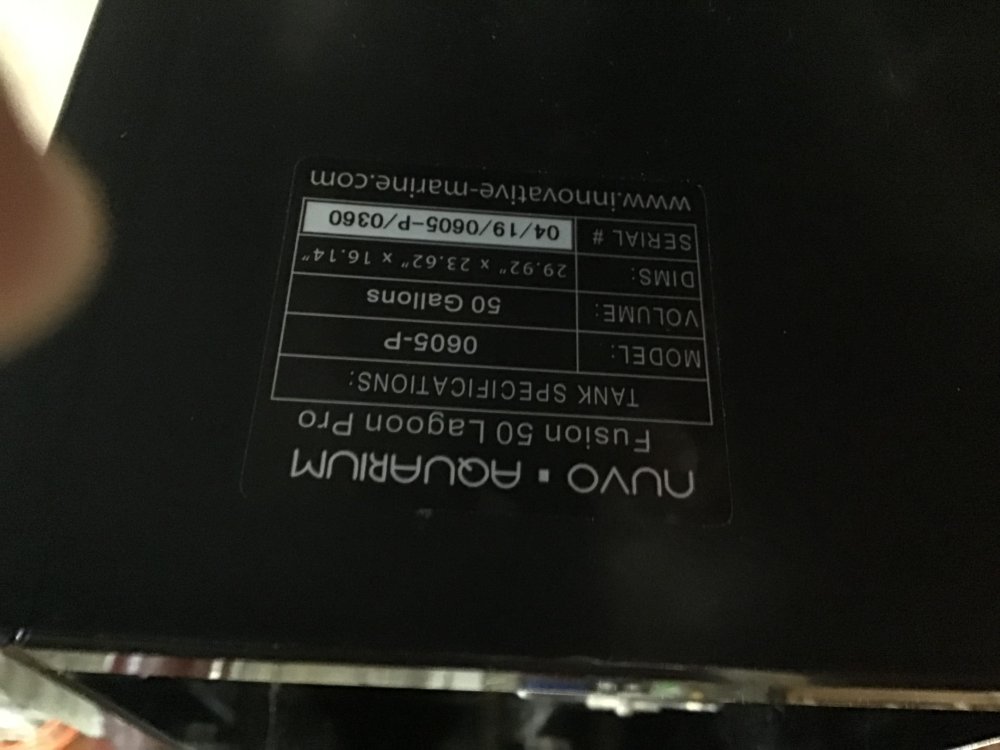 NUVO ▪ AQUARIUM
Fusion 50 Lagoon Pro
TANK SPECIFICATIONS:
MODEL: 0605-P
VOLUME: 50 Gallons
DIMS: 29.92" x 23.62" x 16.14"
SERIAL # 04/19/0605-P/0360
www.innovative-marine.com